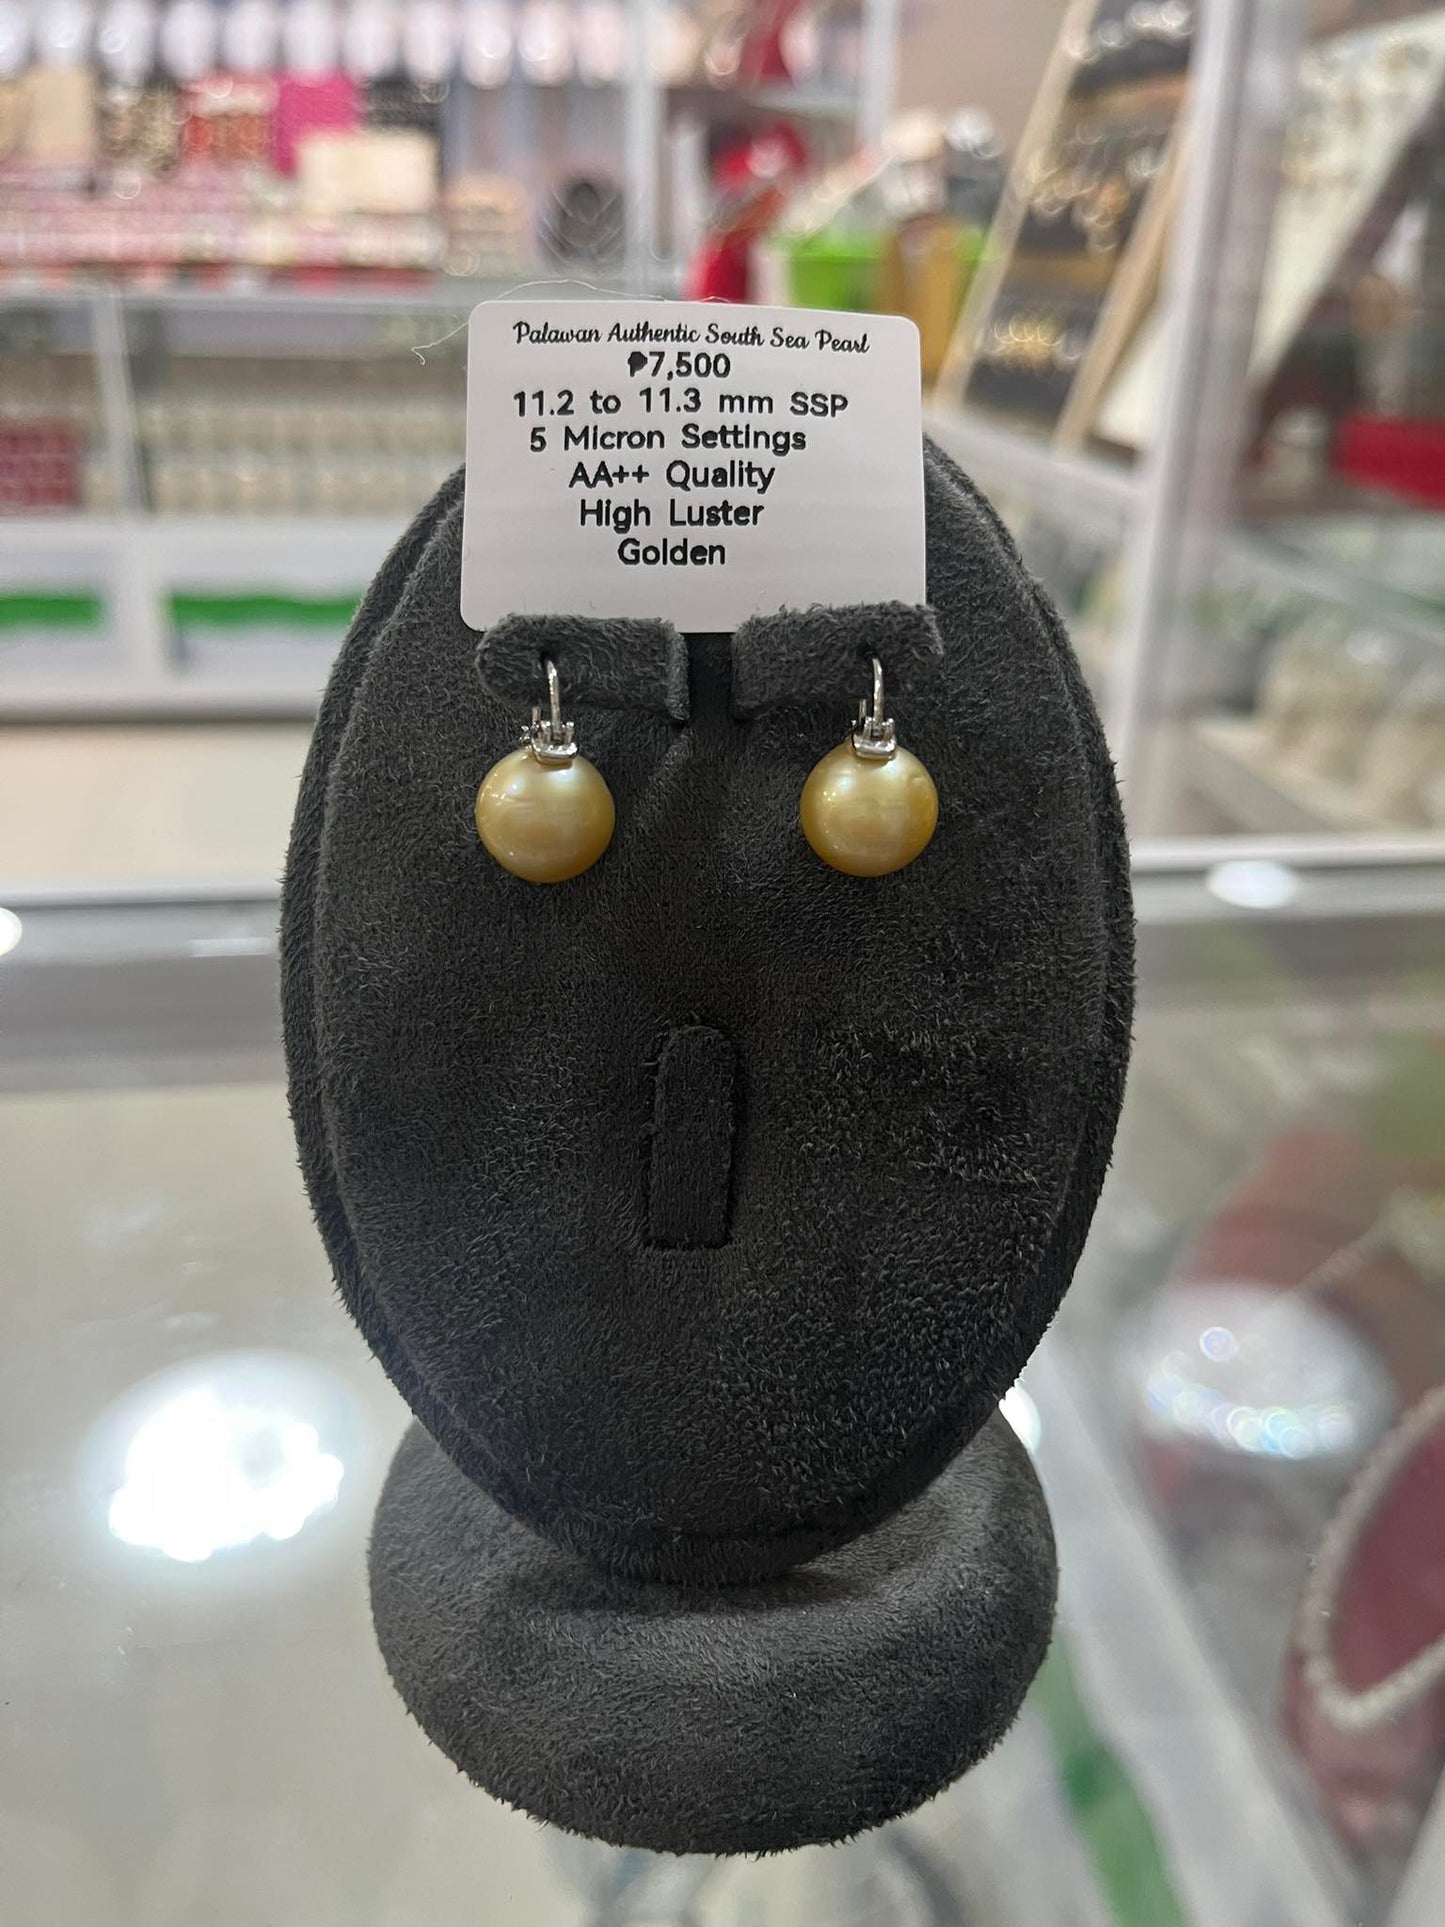 Palawan Authentic South Sea Pearl
₱7,500
11.2 to 11.3 mm SSP
5 Micron Settings
AA++ Quality
High Luster
Golden